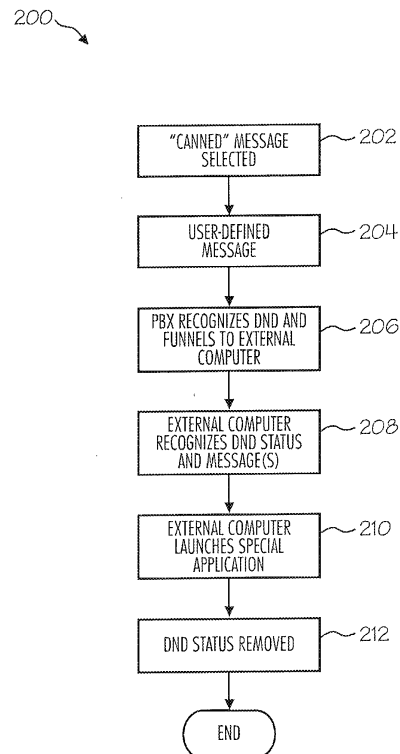 200
"CANNED" MESSAGE
SELECTED
202
USER-DEFINED
MESSAGE
204
PBX RECOGNIZES DND AND
FUNNELS TO EXTERNAL
COMPUTER
206
EXTERNAL COMPUTER
RECOGNIZES DND STATUS
AND MESSAGE(S)
208
EXTERNAL COMPUTER
LAUNCHES SPECIAL
APPLICATION
210
DND STATUS REMOVED
212
END